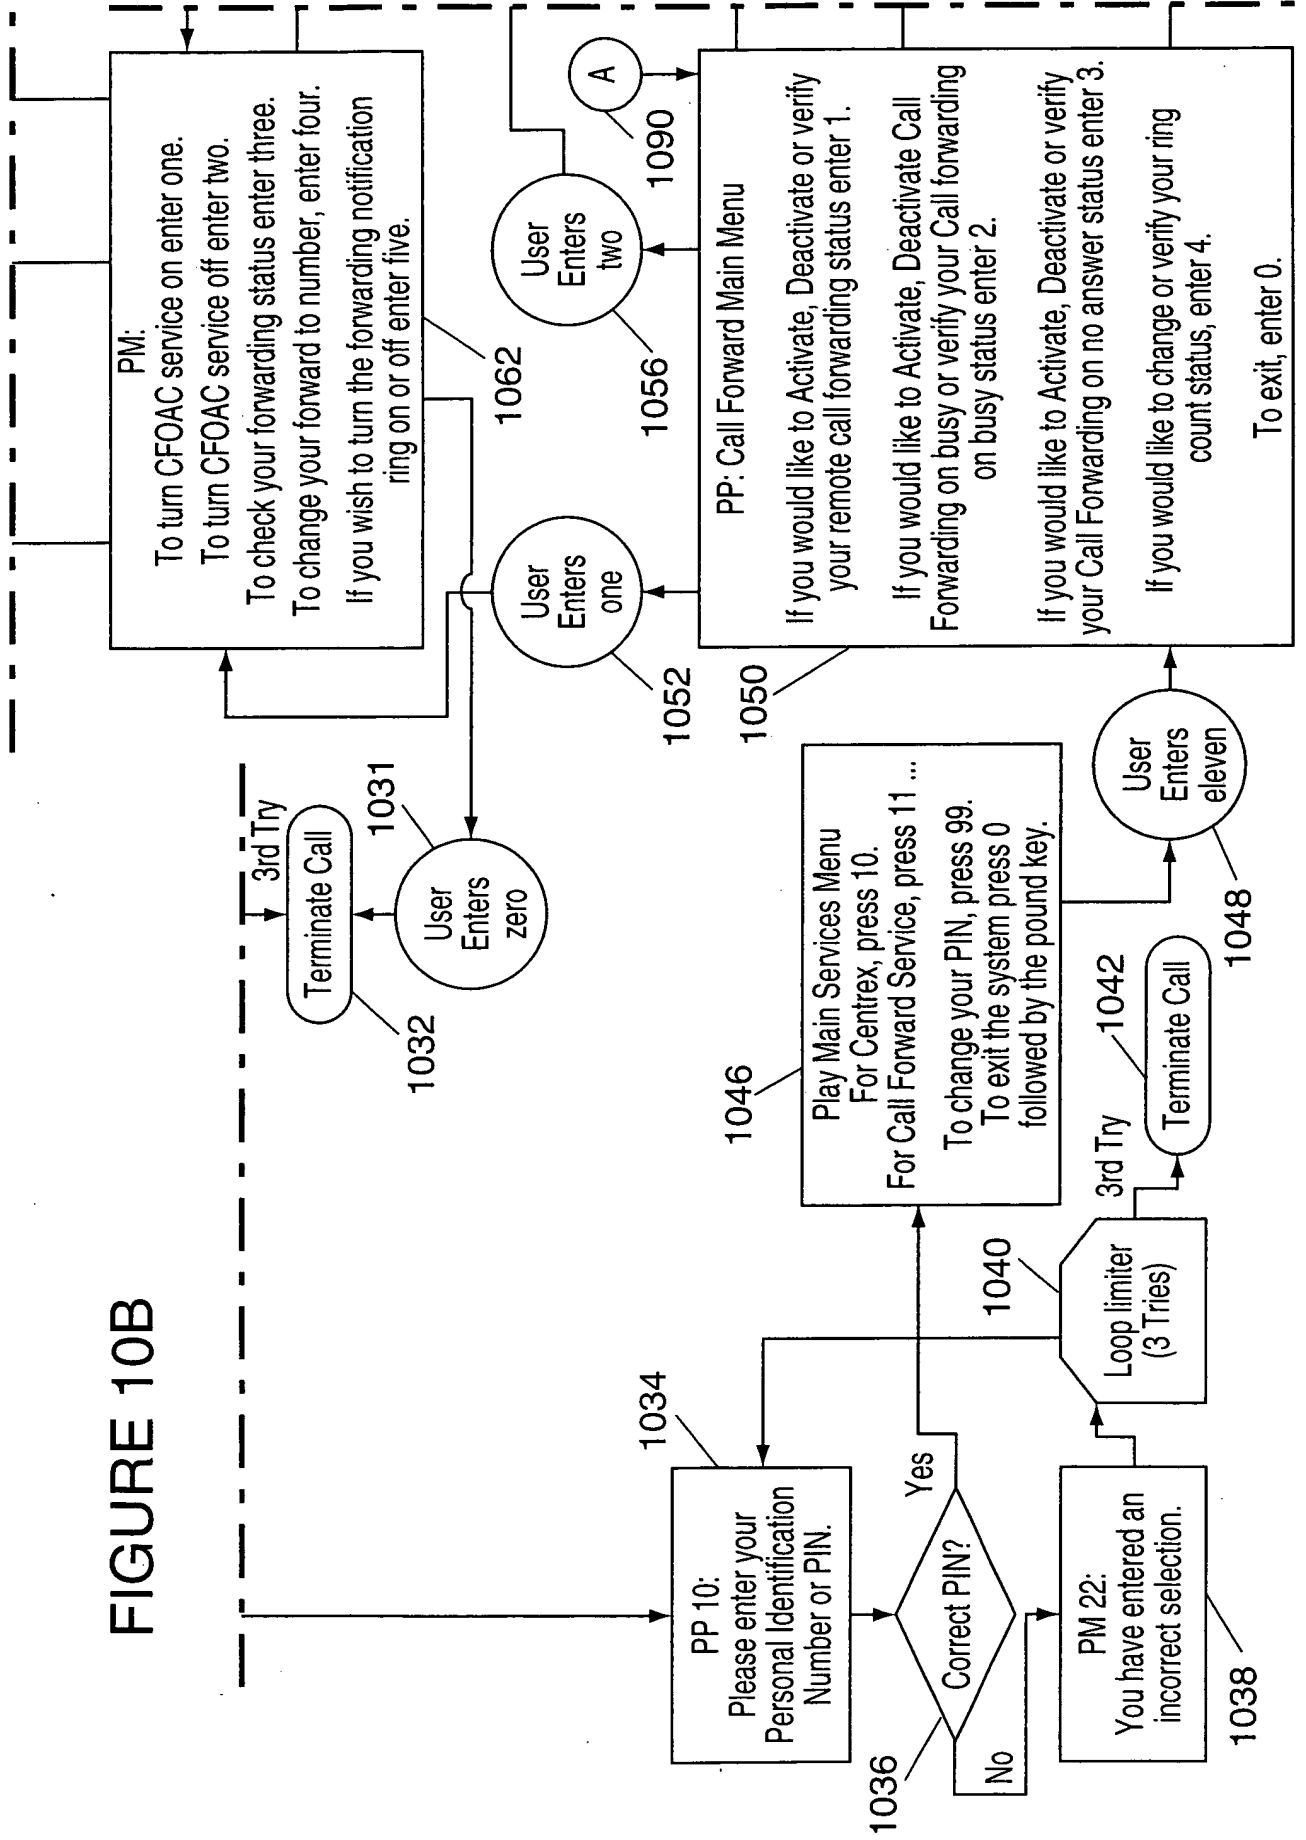 FIGURE 10B
PP 10:
Please enter your
Personal Identification
Number or PIN.
1034
Correct PIN?
1036
Yes
No
PM 22:
You have entered an
incorrect selection.
1038
Loop limiter
(3 Tries)
1040
3rd Try
Terminate Call
1042
3rd Try
Terminate Call
1032
User
Enters
zero
1031
Play Main Services Menu
For Centrex, press 10.
For Call Forward Service, press 11 ...
To change your PIN, press 99.
To exit the system press 0
followed by the pound key.
1046
User
Enters
eleven
1048
PM:
To turn CFOAC service on enter one.
To turn CFOAC service off enter two.
To check your forwarding status enter three.
To change your forward to number, enter four.
If you wish to turn the forwarding notification
ring on or off enter five.
1062
User
Enters
one
1052
User
Enters
two
1056
A
1090
PP: Call Forward Main Menu
If you would like to Activate, Deactivate or verify
your remote call forwarding status enter 1.
If you would like to Activate, Deactivate Call
Forwarding on busy or verify your Call forwarding
on busy status enter 2.
If you would like to Activate, Deactivate or verify
your Call Forwarding on no answer status enter 3.
If you would like to change or verify your ring
count status, enter 4.
To exit, enter 0.
1050